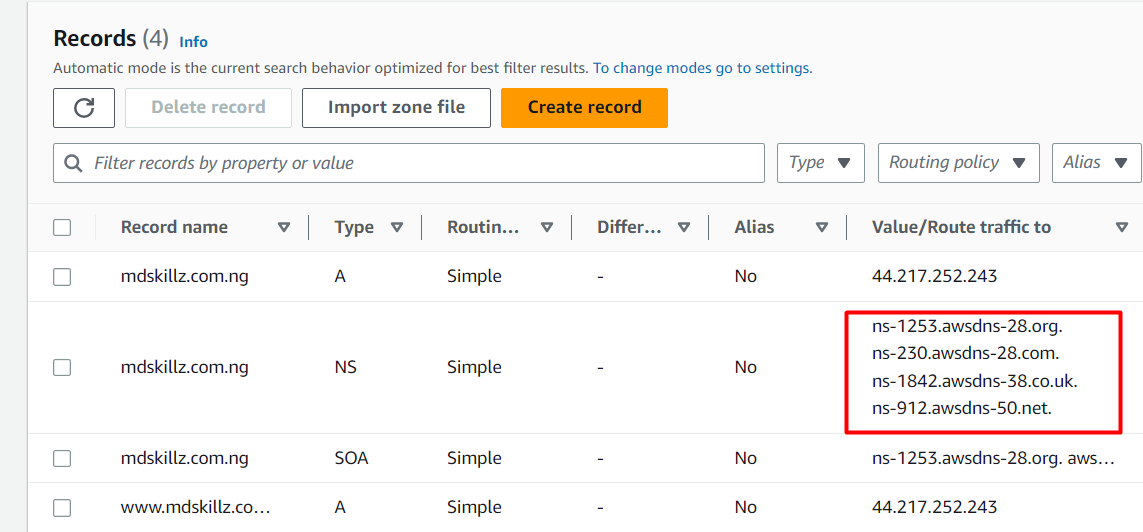 Records (4) Info
Automatic mode is the current search behavior optimized for best filter results. To change modes go to settings.
Delete record Import zone file Create record
Filter records by property or value Type Routing policy Alias
Record name Type Routin... Differ... Alias Value/Route traffic to
mdskillz.com.ng A Simple - No 44.217.252.243
ns-1253.awsdns-28.org.
ns-230.awsdns-28.com.
mdskillz.com.ng NS Simple - No
ns-1842.awsdns-38.co.uk.
ns-912.awsdns-50.net.
mdskillz.com.ng SOA Simple - No ns-1253.awsdns-28.org. aws...
www.mdskillz.co... A Simple - No 44.217.252.243